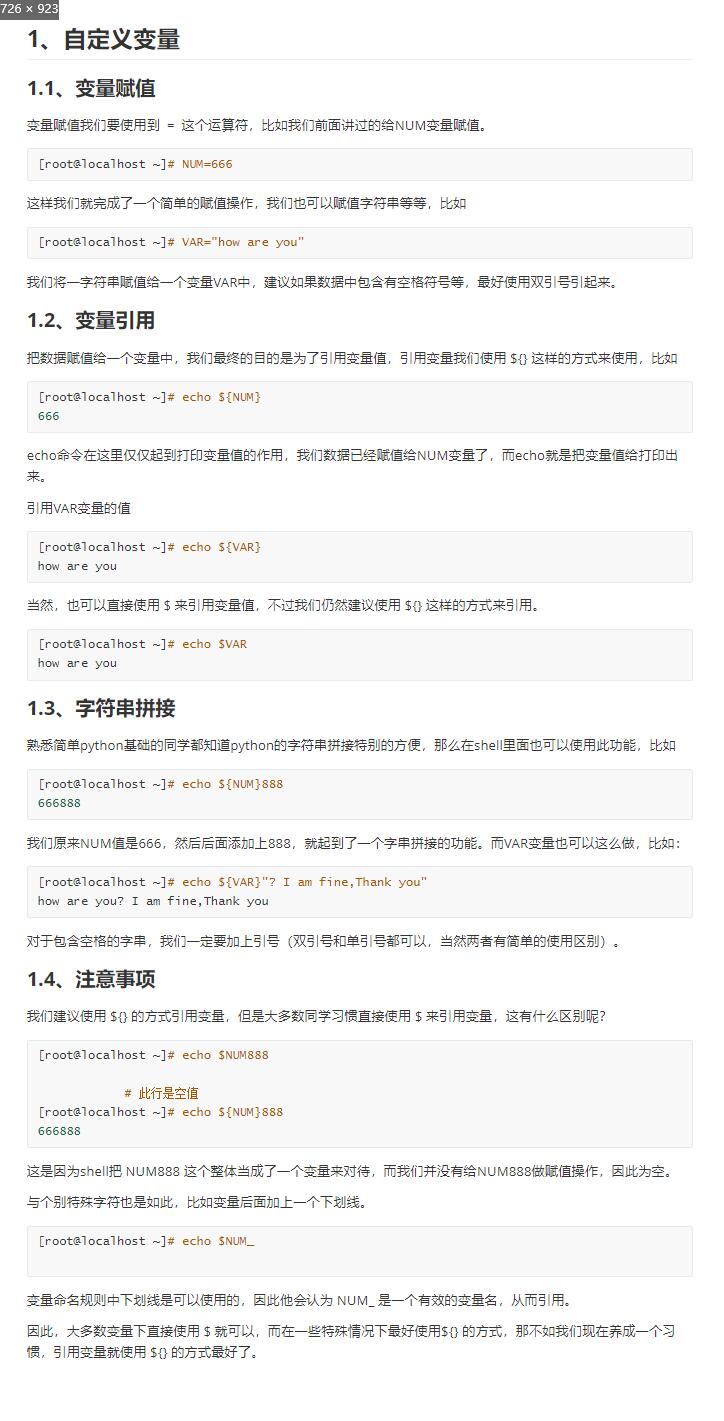 726 × 923
1、自定义变量
1.1、变量赋值
变量赋值我们要使用到 = 这个运算符，比如我们前面讲过的给NUM变量赋值。
[root@localhost ~]# NUM=666
这样我们就完成了一个简单的赋值操作，我们也可以赋值字符串等等，比如
[root@localhost ~]# VAR="how are you"
我们将一字符串赋值给一个变量VAR中，建议如果数据中包含有空格符号等，最好使用双引号引起来。
1.2、变量引用
把数据赋值给一个变量中，我们最终的目的是为了引用变量值，引用变量我们使用 ${} 这样的方式来使用，比如
[root@localhost ~]# echo ${NUM}
666
echo命令在这里仅仅起到打印变量值的作用，我们数据已经赋值给NUM变量了，而echo就是把变量值给打印出
来。
引用VAR变量的值
[root@localhost ~]# echo ${VAR}
how are you
当然，也可以直接使用 $ 来引用变量值，不过我们仍然建议使用 ${} 这样的方式来引用。
[root@localhost ~]# echo $VAR
how are you
1.3、字符串拼接
熟悉简单python基础的同学都知道python的字符串拼接特别的方便，那么在shell里面也可以使用此功能，比如
[root@localhost ~]# echo ${NUM}888
666888
我们原来NUM值是666，然后后面添加上888，就起到了一个字串拼接的功能。而VAR变量也可以这么做，比如：
[root@localhost ~]# echo ${VAR}"? I am fine,Thank you"
how are you? I am fine,Thank you
对于包含空格的字串，我们一定要加上引号（双引号和单引号都可以，当然两者有简单的使用区别）。
1.4、注意事项
我们建议使用 ${} 的方式引用变量，但是大多数同学习惯直接使用 $ 来引用变量，这有什么区别呢？
[root@localhost ~]# echo $NUM888
# 此行是空值
[root@localhost ~]# echo ${NUM}888
666888
这是因为shell把 NUM888 这个整体当成了一个变量来对待，而我们并没有给NUM888做赋值操作，因此为空。
与个别特殊字符也是如此，比如变量后面加上一个下划线。
[root@localhost ~]# echo $NUM_
变量命名规则中下划线是可以使用的，因此他会认为 NUM_ 是一个有效的变量名，从而引用。
因此，大多数变量下直接使用 $ 就可以，而在一些特殊情况下最好使用${} 的方式，那不如我们现在养成一个习
惯，引用变量就使用 ${} 的方式最好了。